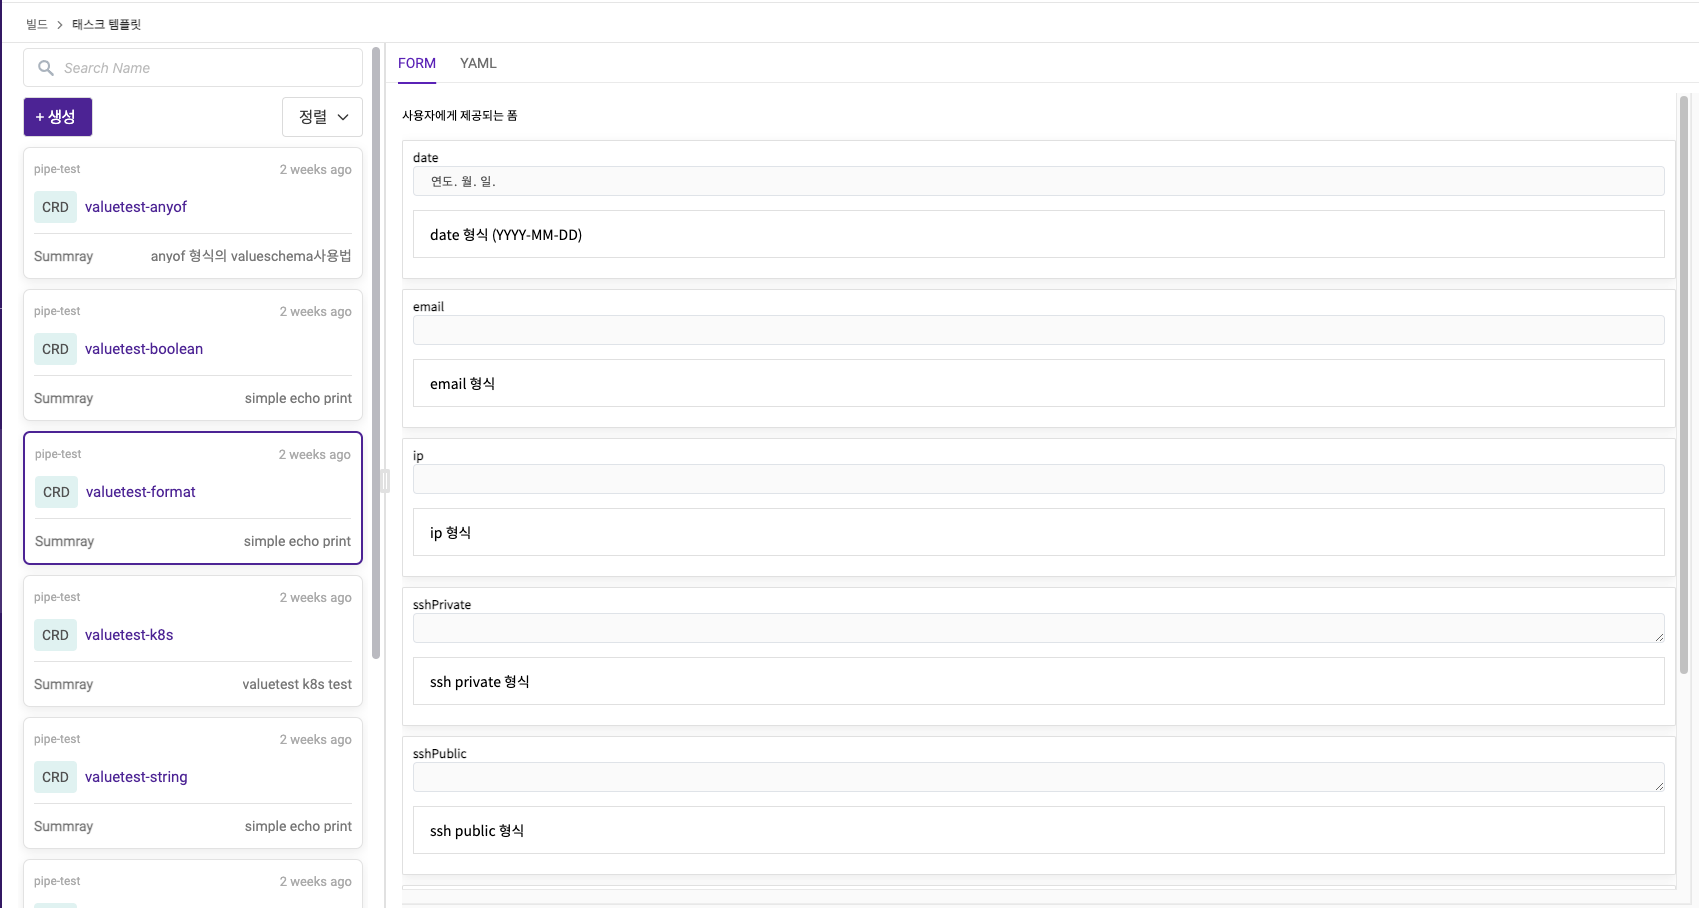 빌드 > 태스크 템플릿
Search Name
+ 생성
정렬
pipe-test 2 weeks ago
CRD valuetest-anyof
Summray anyof 형식의 valueschema사용법
pipe-test 2 weeks ago
CRD valuetest-boolean
Summray simple echo print
pipe-test 2 weeks ago
CRD valuetest-format
Summray simple echo print
pipe-test 2 weeks ago
CRD valuetest-k8s
Summray valuetest k8s test
pipe-test 2 weeks ago
CRD valuetest-string
Summray simple echo print
pipe-test 2 weeks ago
FORM YAML
사용자에게 제공되는 폼
date
연도. 월. 일.
date 형식 (YYYY-MM-DD)
email
email 형식
ip
ip 형식
sshPrivate
ssh private 형식
sshPublic
ssh public 형식